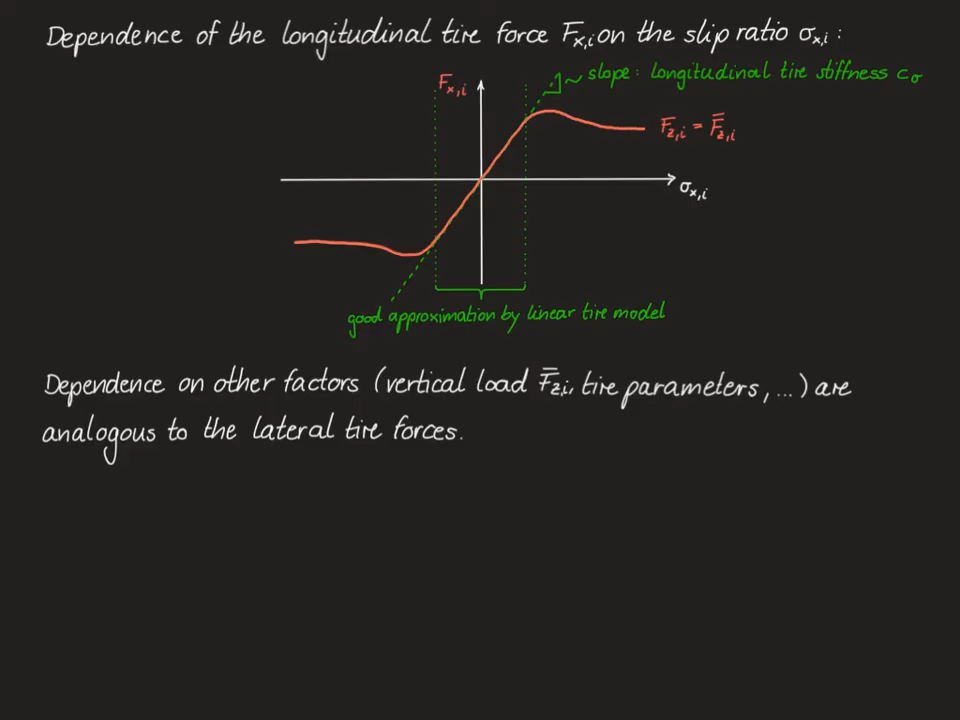 Dependence of the longitudinal tire force Fx,i on the slip ratio σx,i :
Fx,i
~ slope: longitudinal tire stiffness cσ
Fz,i = F̄z,i
σx,i
good approximation by linear tire model
Dependence on other factors (vertical load F̄z,i, tire parameters, ...) are
analogous to the lateral tire forces.